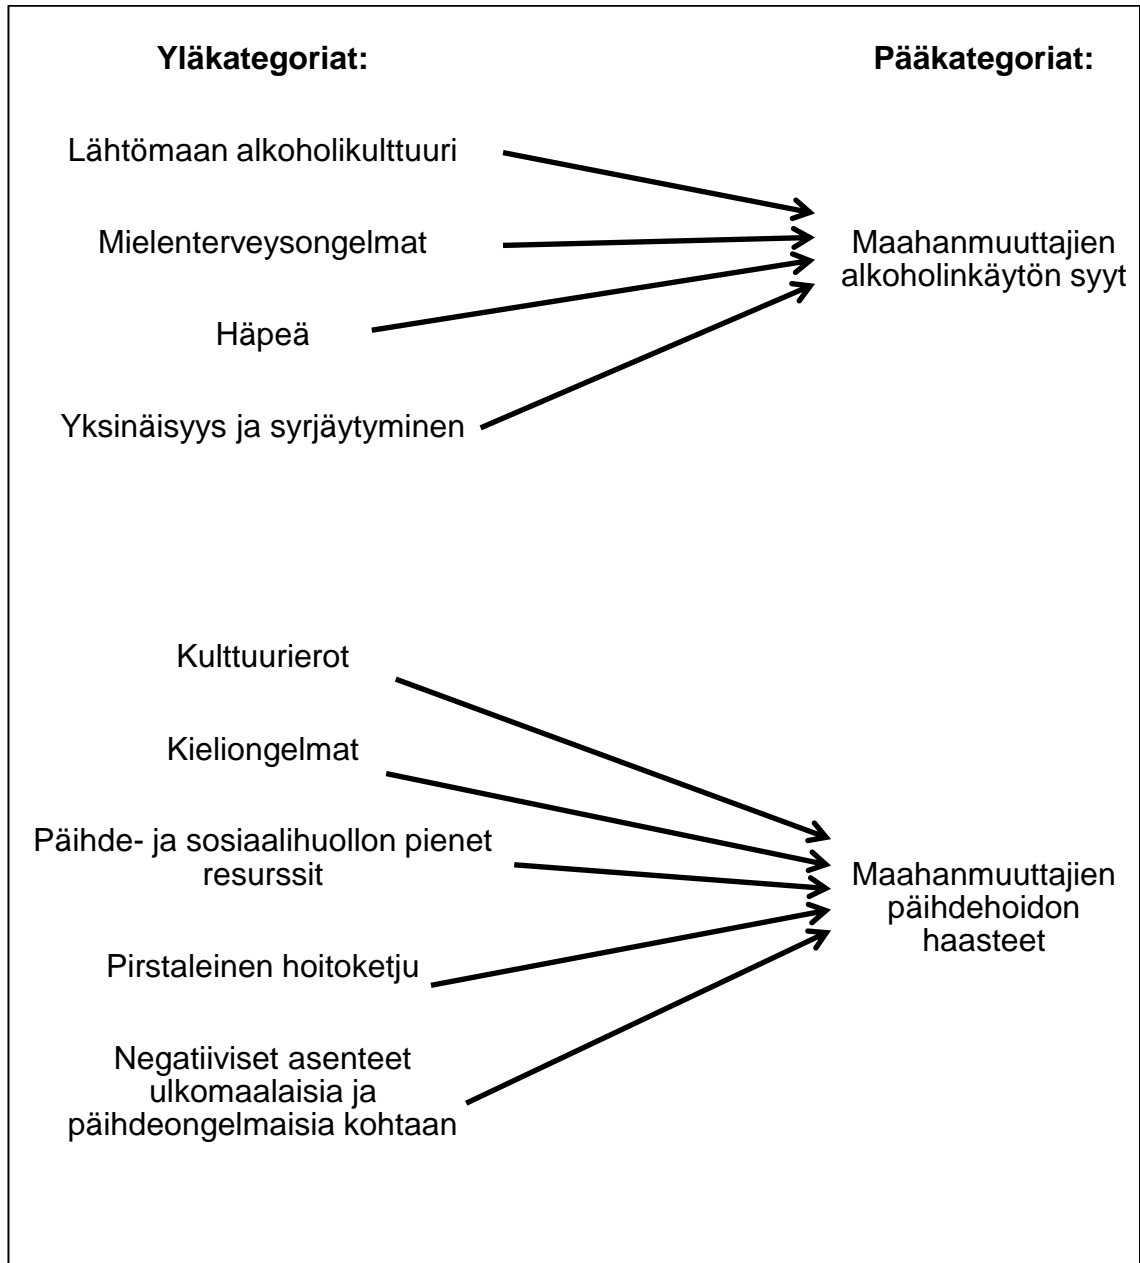 Yläkategoriat:
Pääkategoriat:
Lähtömaan alkoholikulttuuri
Mielenterveysongelmat
Häpeä
Yksinäisyys ja syrjäytyminen
Maahanmuuttajien
alkoholinkäytön syyt
Kulttuurierot
Kieliongelmat
Päihde- ja sosiaalihuollon pienet
resurssit
Pirstaleinen hoitoketju
Negatiiviset asenteet
ulkomaalaisia ja
päihdeongelmaisia kohtaan
Maahanmuuttajien
päihdehoidon
haasteet